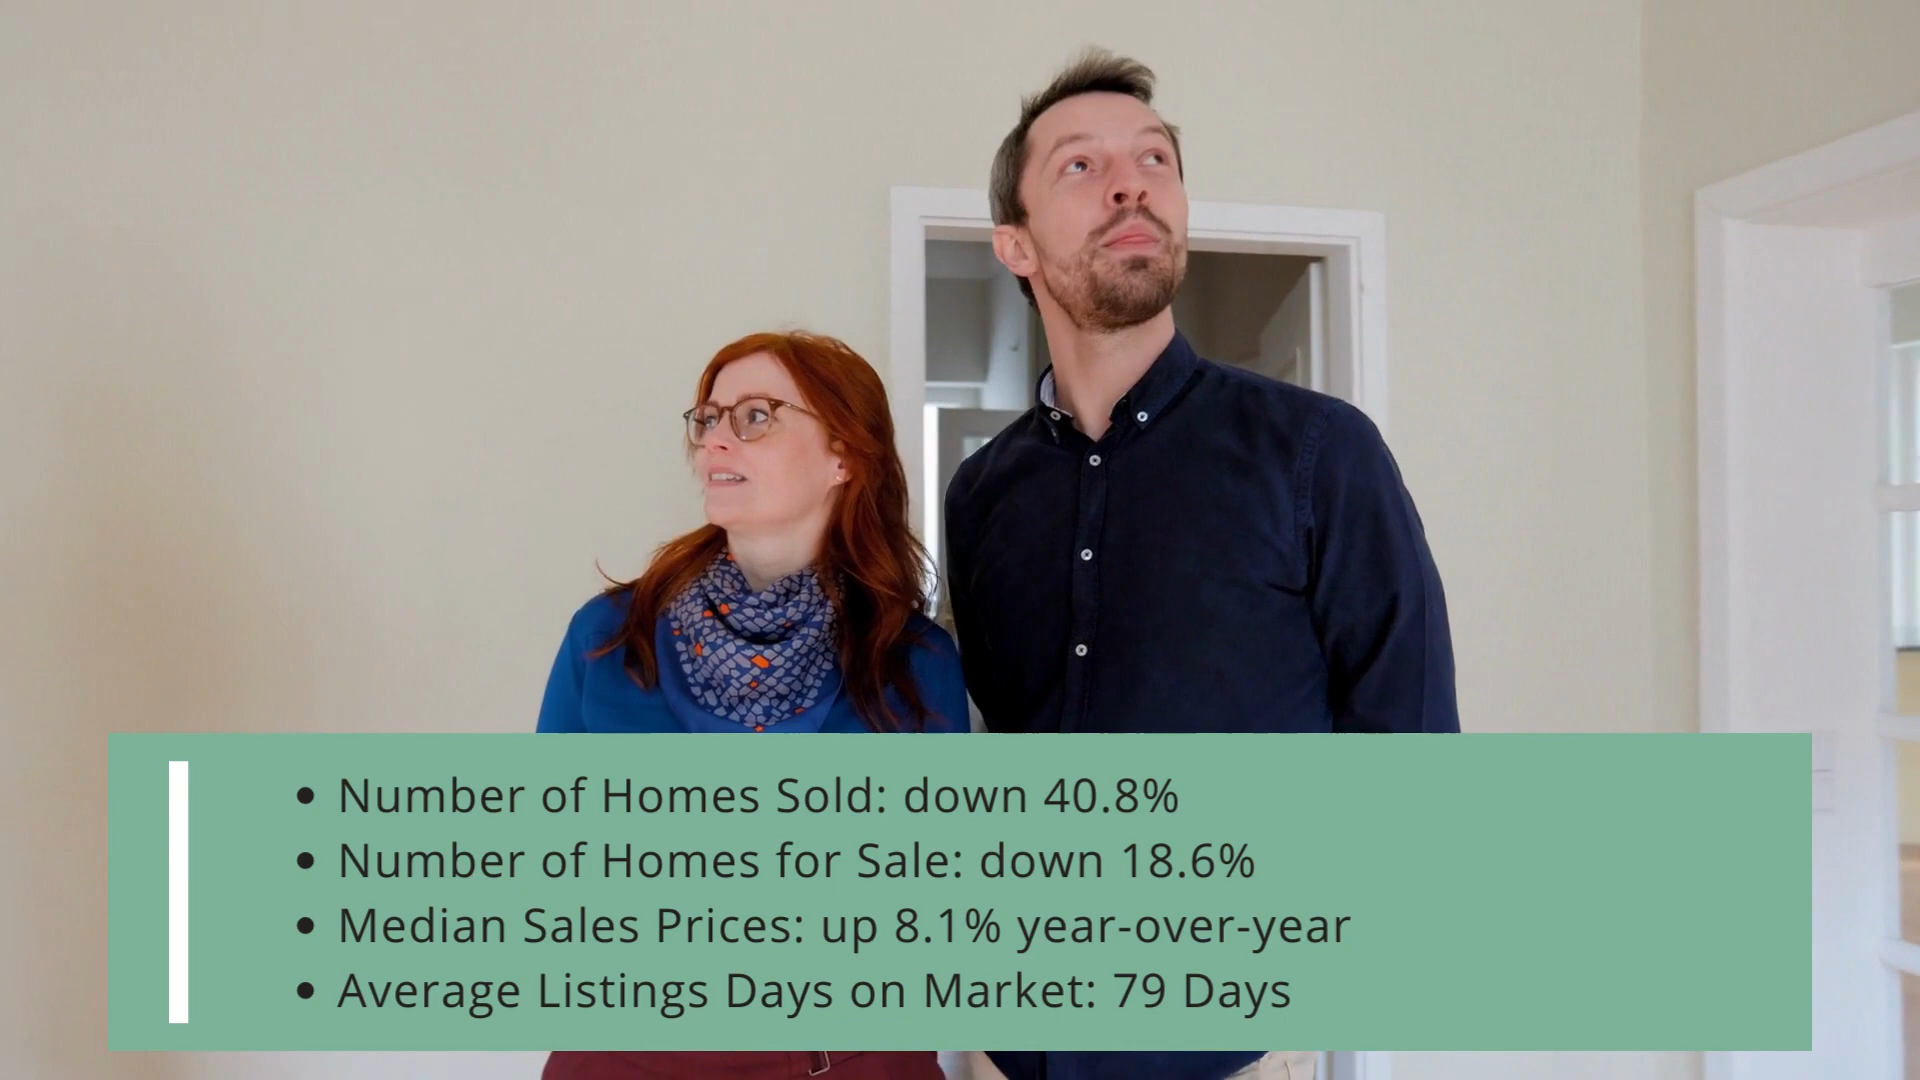 • Number of Homes Sold: down 40.8%
• Number of Homes for Sale: down 18.6%
• Median Sales Prices: up 8.1% year-over-year
• Average Listings Days on Market: 79 Days